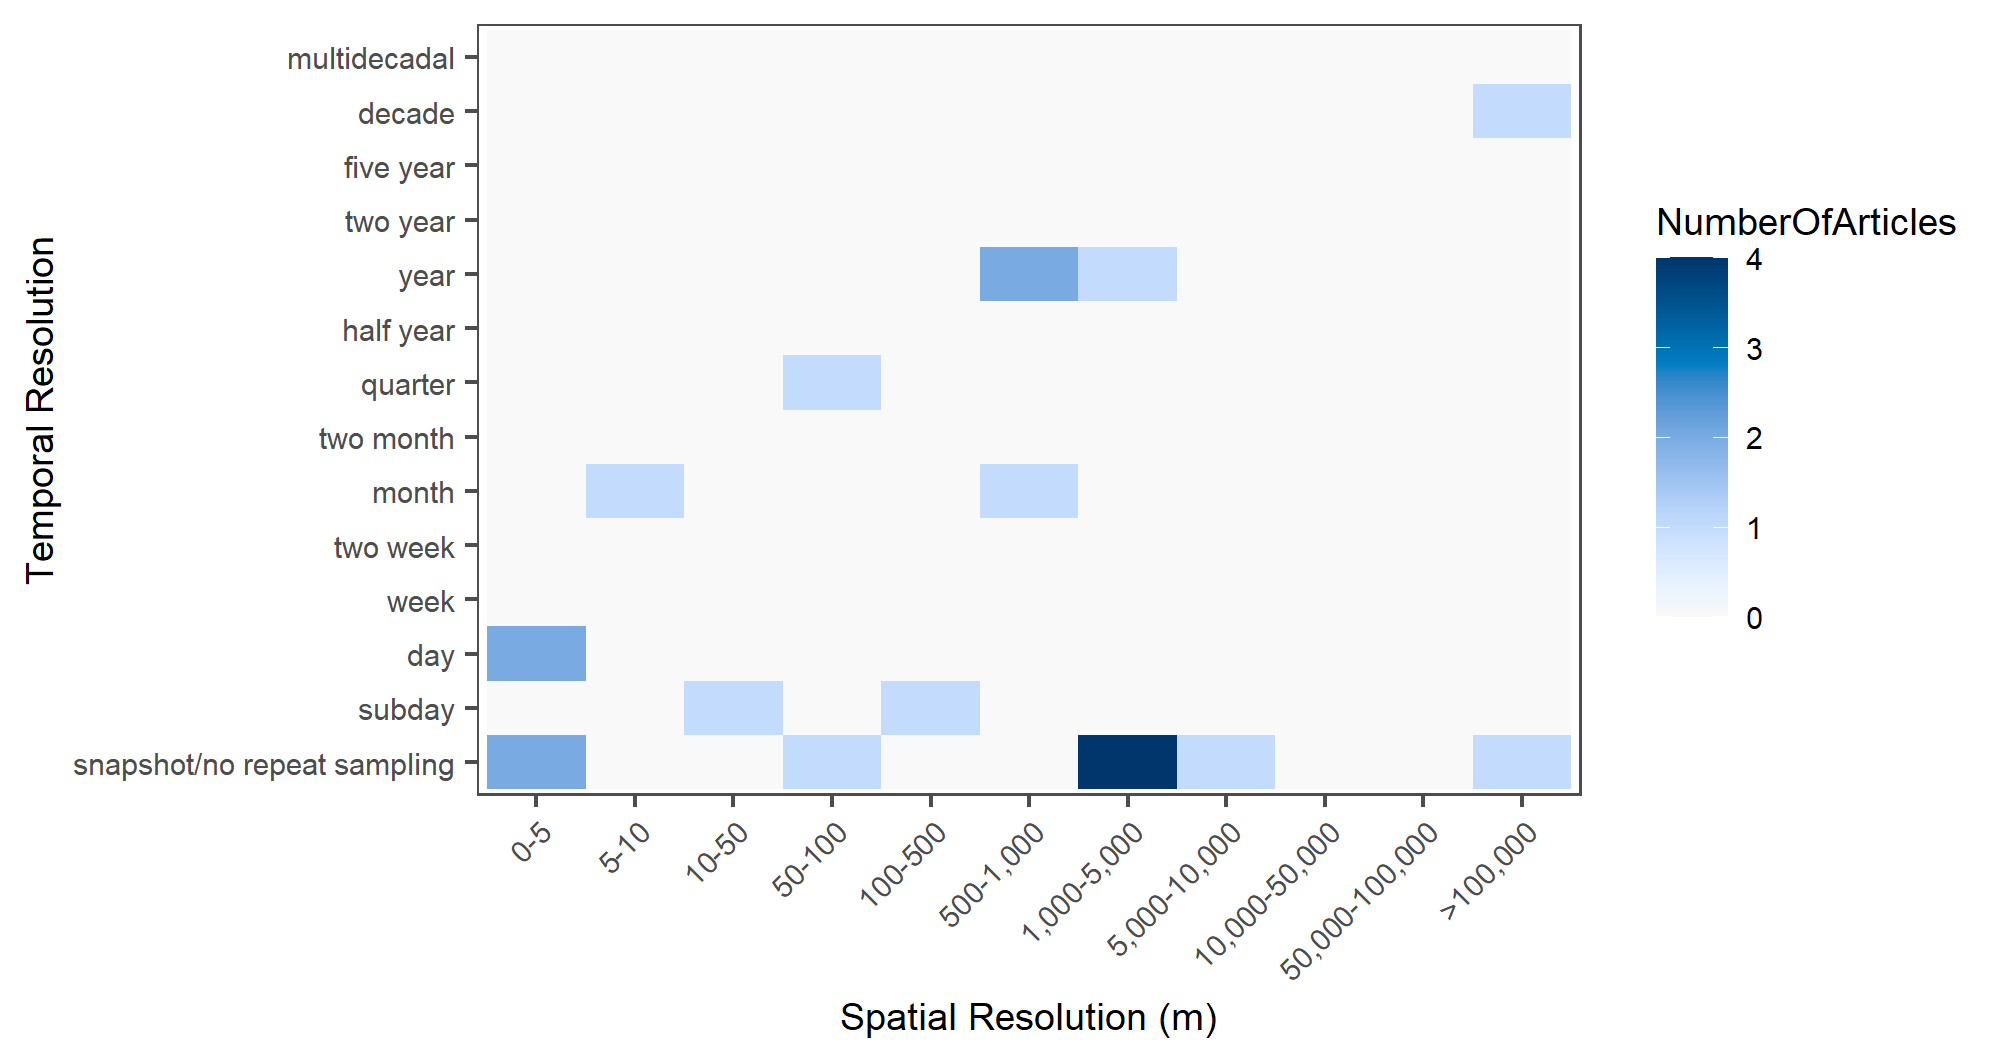 multidecadal
decade
five year
two year
year
half year
quarter
two month
month
two week
week
day
subday
snapshot/no repeat sampling
Temporal Resolution
0-5
5-10
10-50
50-100
100-500
500-1,000
1,000-5,000
5,000-10,000
10,000-50,000
50,000-100,000
>100,000
Spatial Resolution (m)
NumberOfArticles
4
3
2
1
0